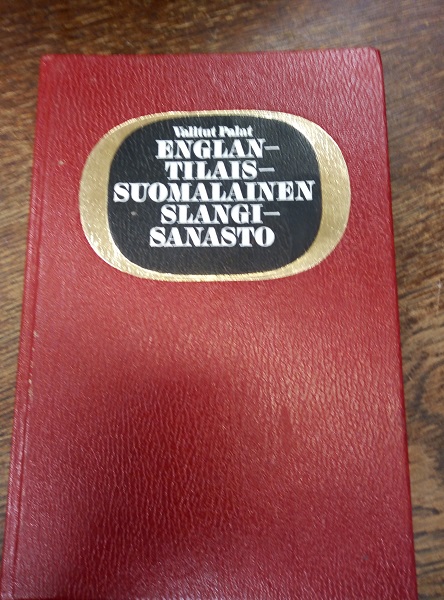 Valitut Palat
ENGLAN-
TILAIS-
SUOMALAINEN
SLANGI-
SANASTO